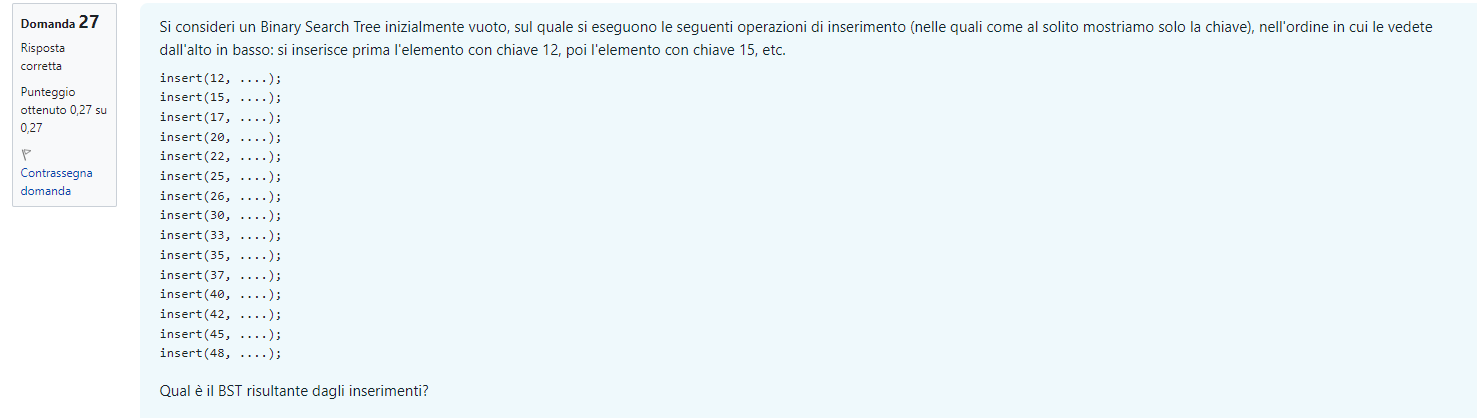 Domanda 27
Risposta
corretta
Punteggio
ottenuto 0,27 su
0,27
Contrassegna
domanda
Si consideri un Binary Search Tree inizialmente vuoto, sul quale si eseguono le seguenti operazioni di inserimento (nelle quali come al solito mostriamo solo la chiave), nell'ordine in cui le vedete
dall'alto in basso: si inserisce prima l'elemento con chiave 12, poi l'elemento con chiave 15, etc.
insert(12, ....);
insert(15, ....);
insert(17, ....);
insert(20, ....);
insert(22, ....);
insert(25, ....);
insert(26, ....);
insert(30, ....);
insert(33, ....);
insert(35, ....);
insert(37, ....);
insert(40, ....);
insert(42, ....);
insert(45, ....);
insert(48, ....);
Qual è il BST risultante dagli inserimenti?